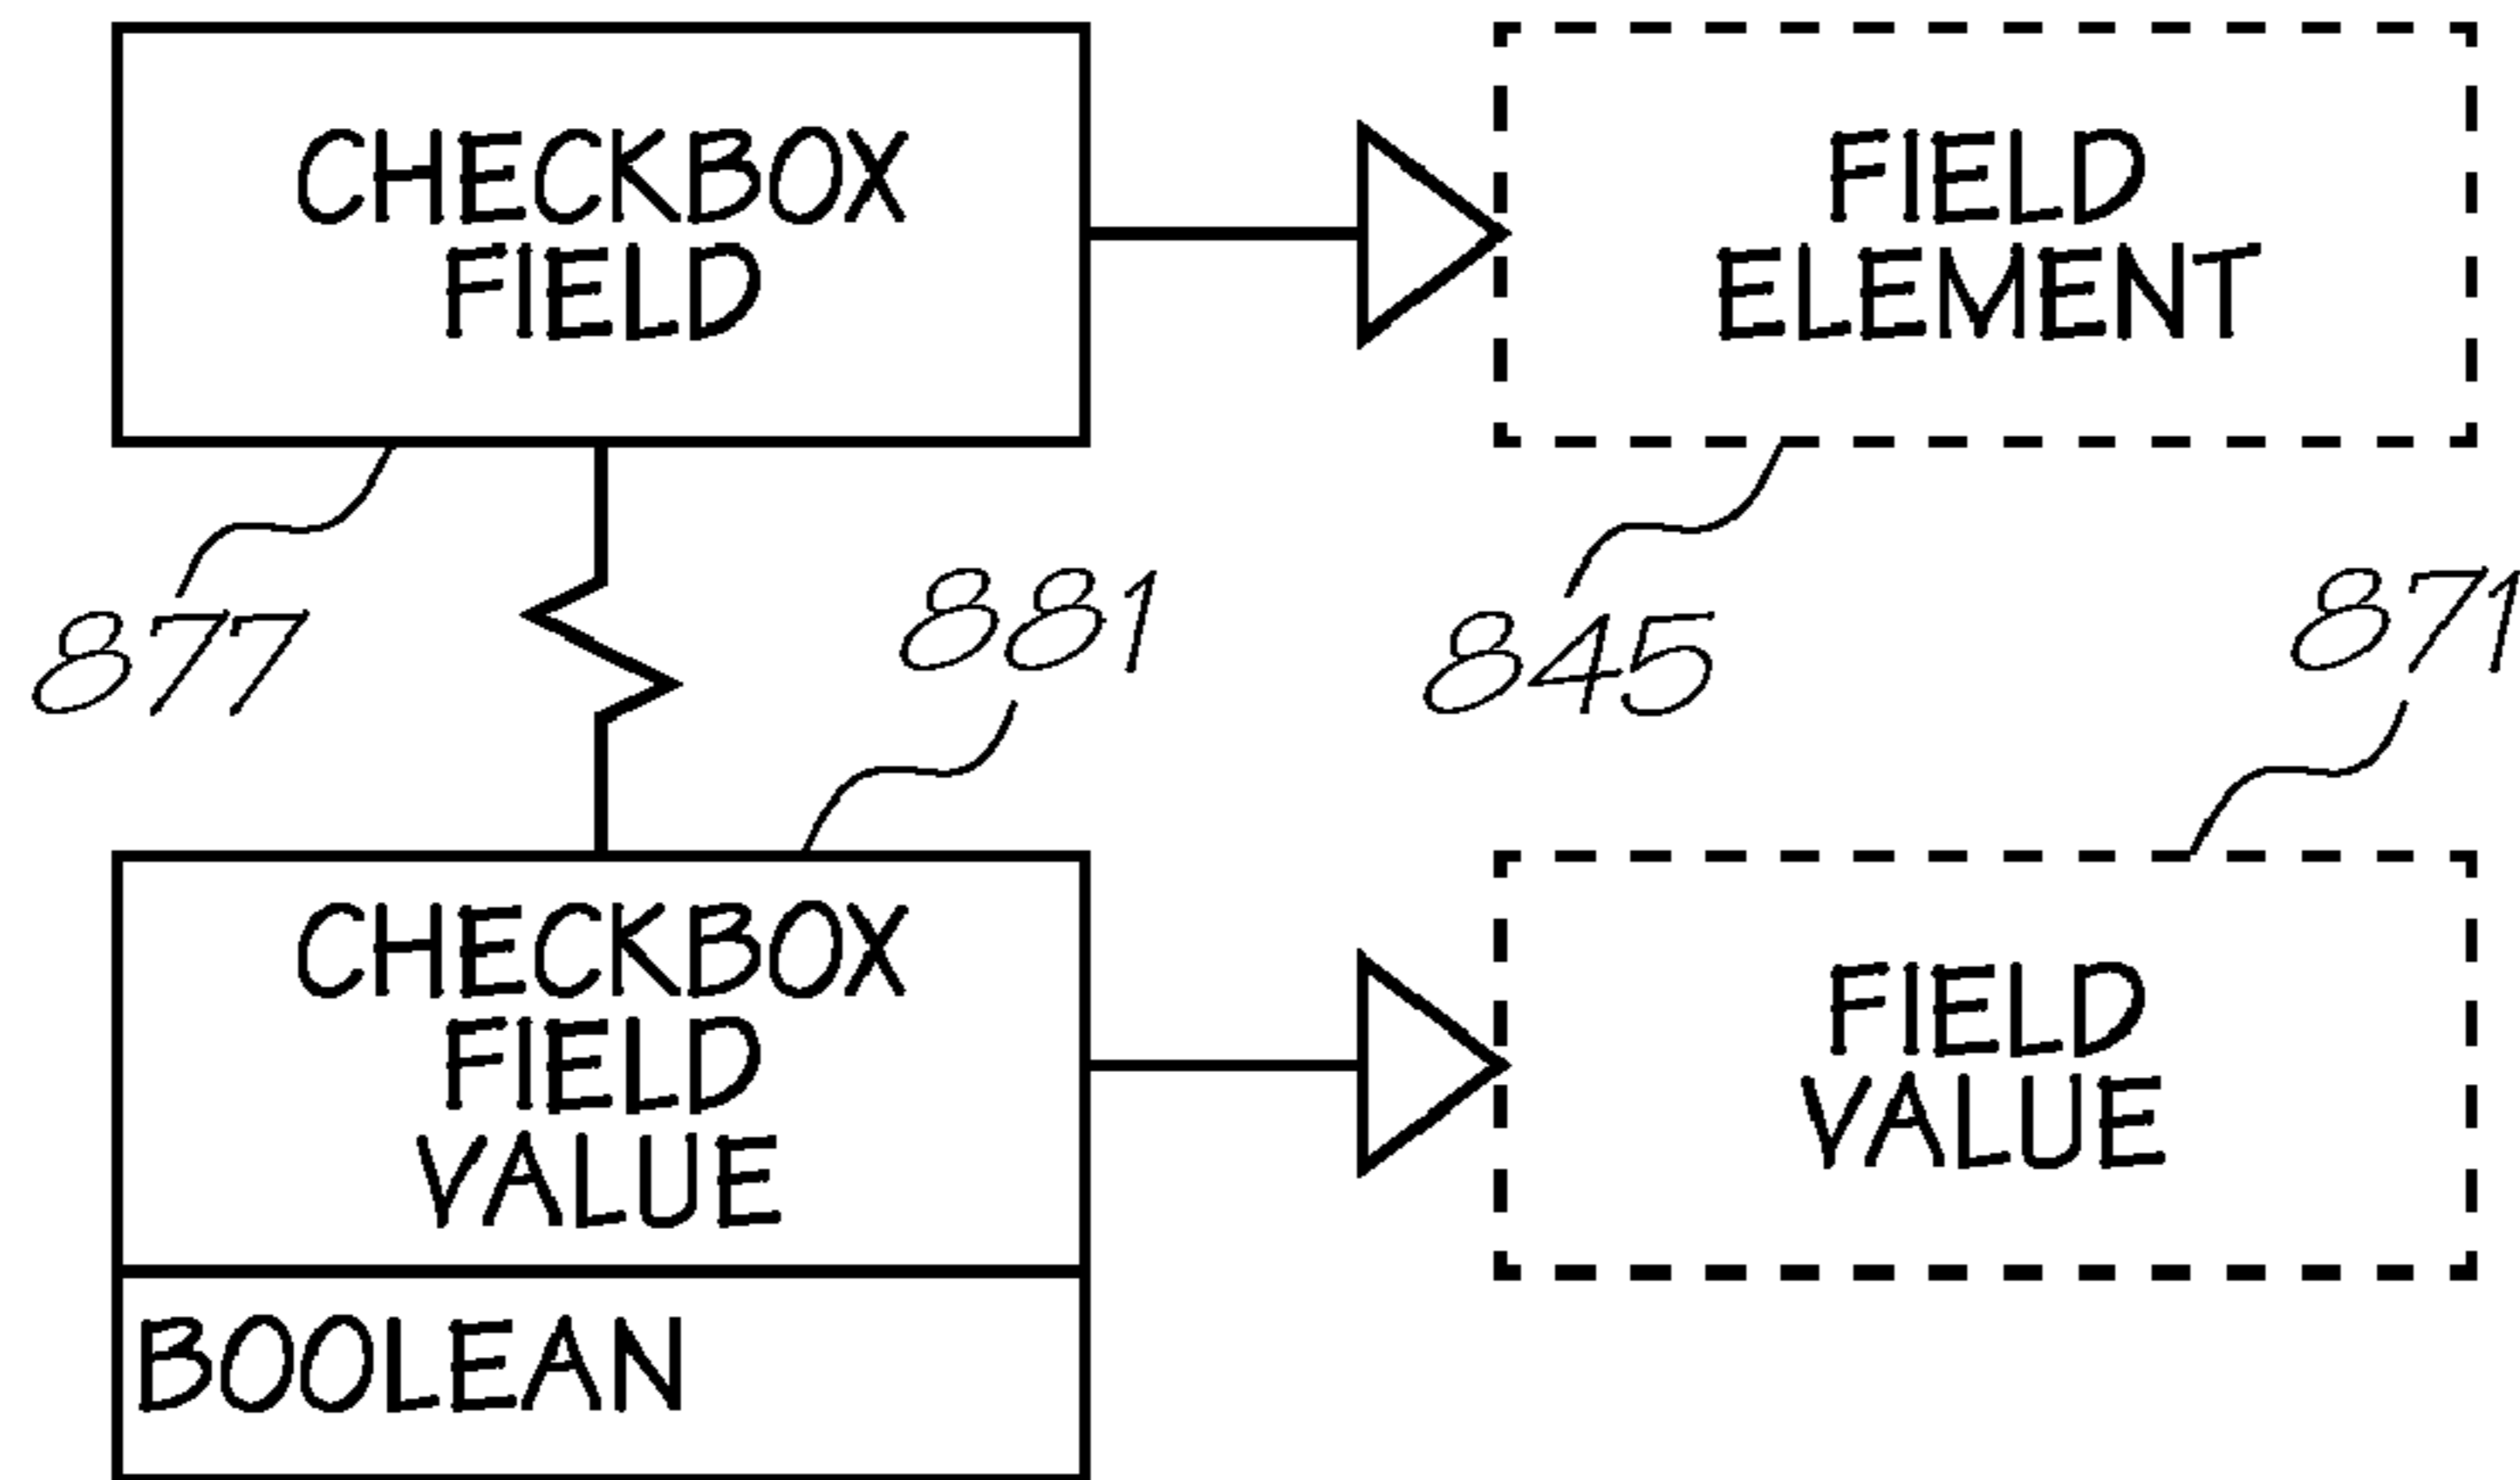 CHECKBOX
FIELD
FIELD
ELEMENT
877
881
845
871
CHECKBOX
FIELD
VALUE
FIELD
VALUE
BOOLEAN